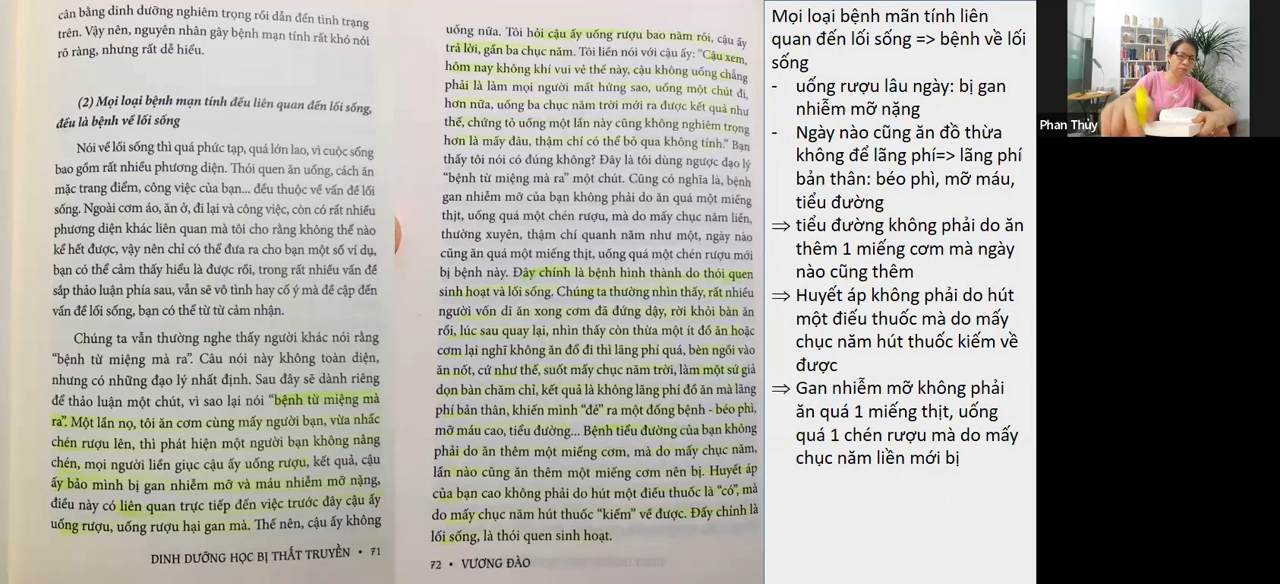 cân bằng dinh dưỡng nghiêm trọng rồi dẫn đến tình trạng
trên. Vậy nên, nguyên nhân gây bệnh mạn tính rất khó nói
rõ ràng, nhưng rất dễ hiểu.
(2) Mọi loại bệnh mạn tính đều liên quan đến lối sống,
đều là bệnh về lối sống
Nói về lối sống thì quá phức tạp, quá lớn lao, vì cuộc sống
bao gồm rất nhiều phương diện. Thói quen ăn uống, cách ăn
mặc trang điểm, công việc của bạn... đều thuộc về vấn đề lối
sống. Ngoài cơm áo, ăn ở, đi lại và công việc, còn có rất nhiều
phương diện khác liên quan mà tôi cho rằng không thể nào
kể hết được, vậy nên chỉ có thể đưa ra cho bạn một số ví dụ,
bạn có thể cảm thấy hiểu là được rồi, trong rất nhiều vấn đề
sắp thảo luận phía sau, vẫn sẽ vô tình hay cố ý mà đề cập đến
vấn đề lối sống, bạn có thể từ từ cảm nhận.
Chúng ta vẫn thường nghe thấy người khác nói rằng
“bệnh từ miệng mà ra”. Câu nói này không toàn diện,
nhưng có những đạo lý nhất định. Sau đây sẽ dành riêng
để thảo luận một chút, vì sao lại nói “bệnh từ miệng mà
ra”. Một lần nọ, tôi ăn cơm cùng mấy người bạn, vừa nhấc
chén rượu lên, thì phát hiện một người bạn không nâng
chén, mọi người liền giục cậu ấy uống rượu, kết quả, cậu
ấy bảo mình bị gan nhiễm mỡ và máu nhiễm mỡ nặng,
điều này có liên quan trực tiếp đến việc trước đây cậu ấy
uống rượu, uống rượu hại gan mà. Thế nên, cậu ấy không
DINH DƯỠNG HỌC BỊ THẤT TRUYỀN • 71
uống nữa. Tôi hỏi cậu ấy uống rượu bao năm rồi, cậu ấy
trả lời, gần ba chục năm. Tôi liền nói với cậu ấy: “Cậu xem,
hôm nay không khí vui vẻ thế này, cậu không uống chẳng
phải là làm mọi người mất hứng sao, uống một chút đi,
hơn nữa, uống ba chục năm trời mới ra được kết quả như
thế, chứng tỏ uống một lần này cũng không nghiêm trọng
hơn là mấy đâu, thậm chí có thể bỏ qua không tính.” Bạn
thấy tôi nói có đúng không? Đây là tôi dùng ngược đạo lý
“bệnh từ miệng mà ra” một chút. Cũng có nghĩa là, bệnh
gan nhiễm mỡ của bạn không phải do ăn quá một miếng
thịt, uống quá một chén rượu, mà do mấy chục năm liền,
thường xuyên, thậm chí quanh năm như một, ngày nào
cũng ăn quá một miếng thịt, uống quá một chén rượu mới
bị bệnh này. Đây chính là bệnh hình thành do thói quen
sinh hoạt và lối sống. Chúng ta thường nhìn thấy, rất nhiều
người vốn dĩ ăn xong cơm đã đứng dậy, rời khỏi bàn ăn
rồi, lúc sau quay lại, nhìn thấy còn thừa một ít đồ ăn hoặc
cơm lại nghĩ không ăn đổ đi thì lãng phí quá, bèn ngồi vào
ăn nốt, cứ như thế, suốt mấy chục năm trời, làm một sứ giả
dọn bàn chăm chỉ, kết quả là không lãng phí đồ ăn mà lãng
phí bản thân, khiến mình “đẻ” ra một đống bệnh - béo phì,
mỡ máu cao, tiểu đường... Bệnh tiểu đường của bạn không
phải do ăn thêm một miếng cơm, mà do mấy chục năm,
lần nào cũng ăn thêm một miếng cơm nên bị. Huyết áp
của bạn cao không phải do hút một điếu thuốc là “có”, mà
do mấy chục năm hút thuốc “kiếm” về được. Đấy chính là
lối sống, là thói quen sinh hoạt.
72 • VƯƠNG ĐÀO
Mọi loại bệnh mãn tính liên
quan đến lối sống => bệnh về lối
sống
- uống rượu lâu ngày: bị gan
nhiễm mỡ nặng
- Ngày nào cũng ăn đồ thừa
không để lãng phí=> lãng phí
bản thân: béo phì, mỡ máu,
tiểu đường
⇒ tiểu đường không phải do ăn
thêm 1 miếng cơm mà ngày
nào cũng thêm
⇒ Huyết áp không phải do hút
một điếu thuốc mà do mấy
chục năm hút thuốc kiếm về
được
⇒ Gan nhiễm mỡ không phải
ăn quá 1 miếng thịt, uống
quá 1 chén rượu mà do mấy
chục năm liền mới bị
Phan Thủy